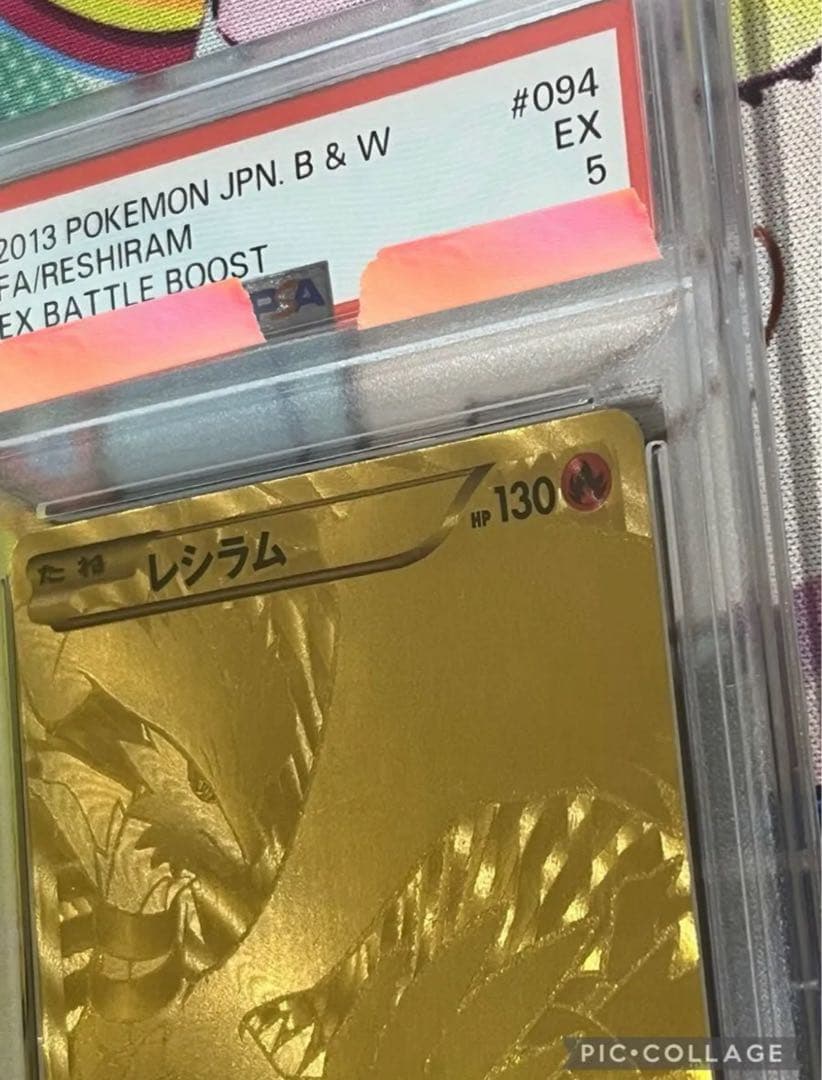 2013 POKEMON JPN. B & W
#094
FA/RESHIRAM
EX
EX BATTLE BOOST
5
PSA
たね
レシラム
HP 130
PIC•COLLAGE